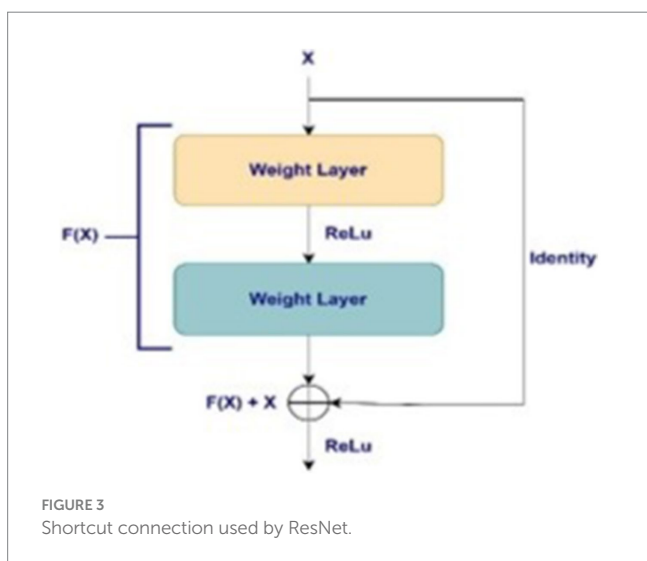 X
Weight Layer
ReLu
F(X)
Identity
Weight Layer
F(X) + X
ReLu
FIGURE 3
Shortcut connection used by ResNet.